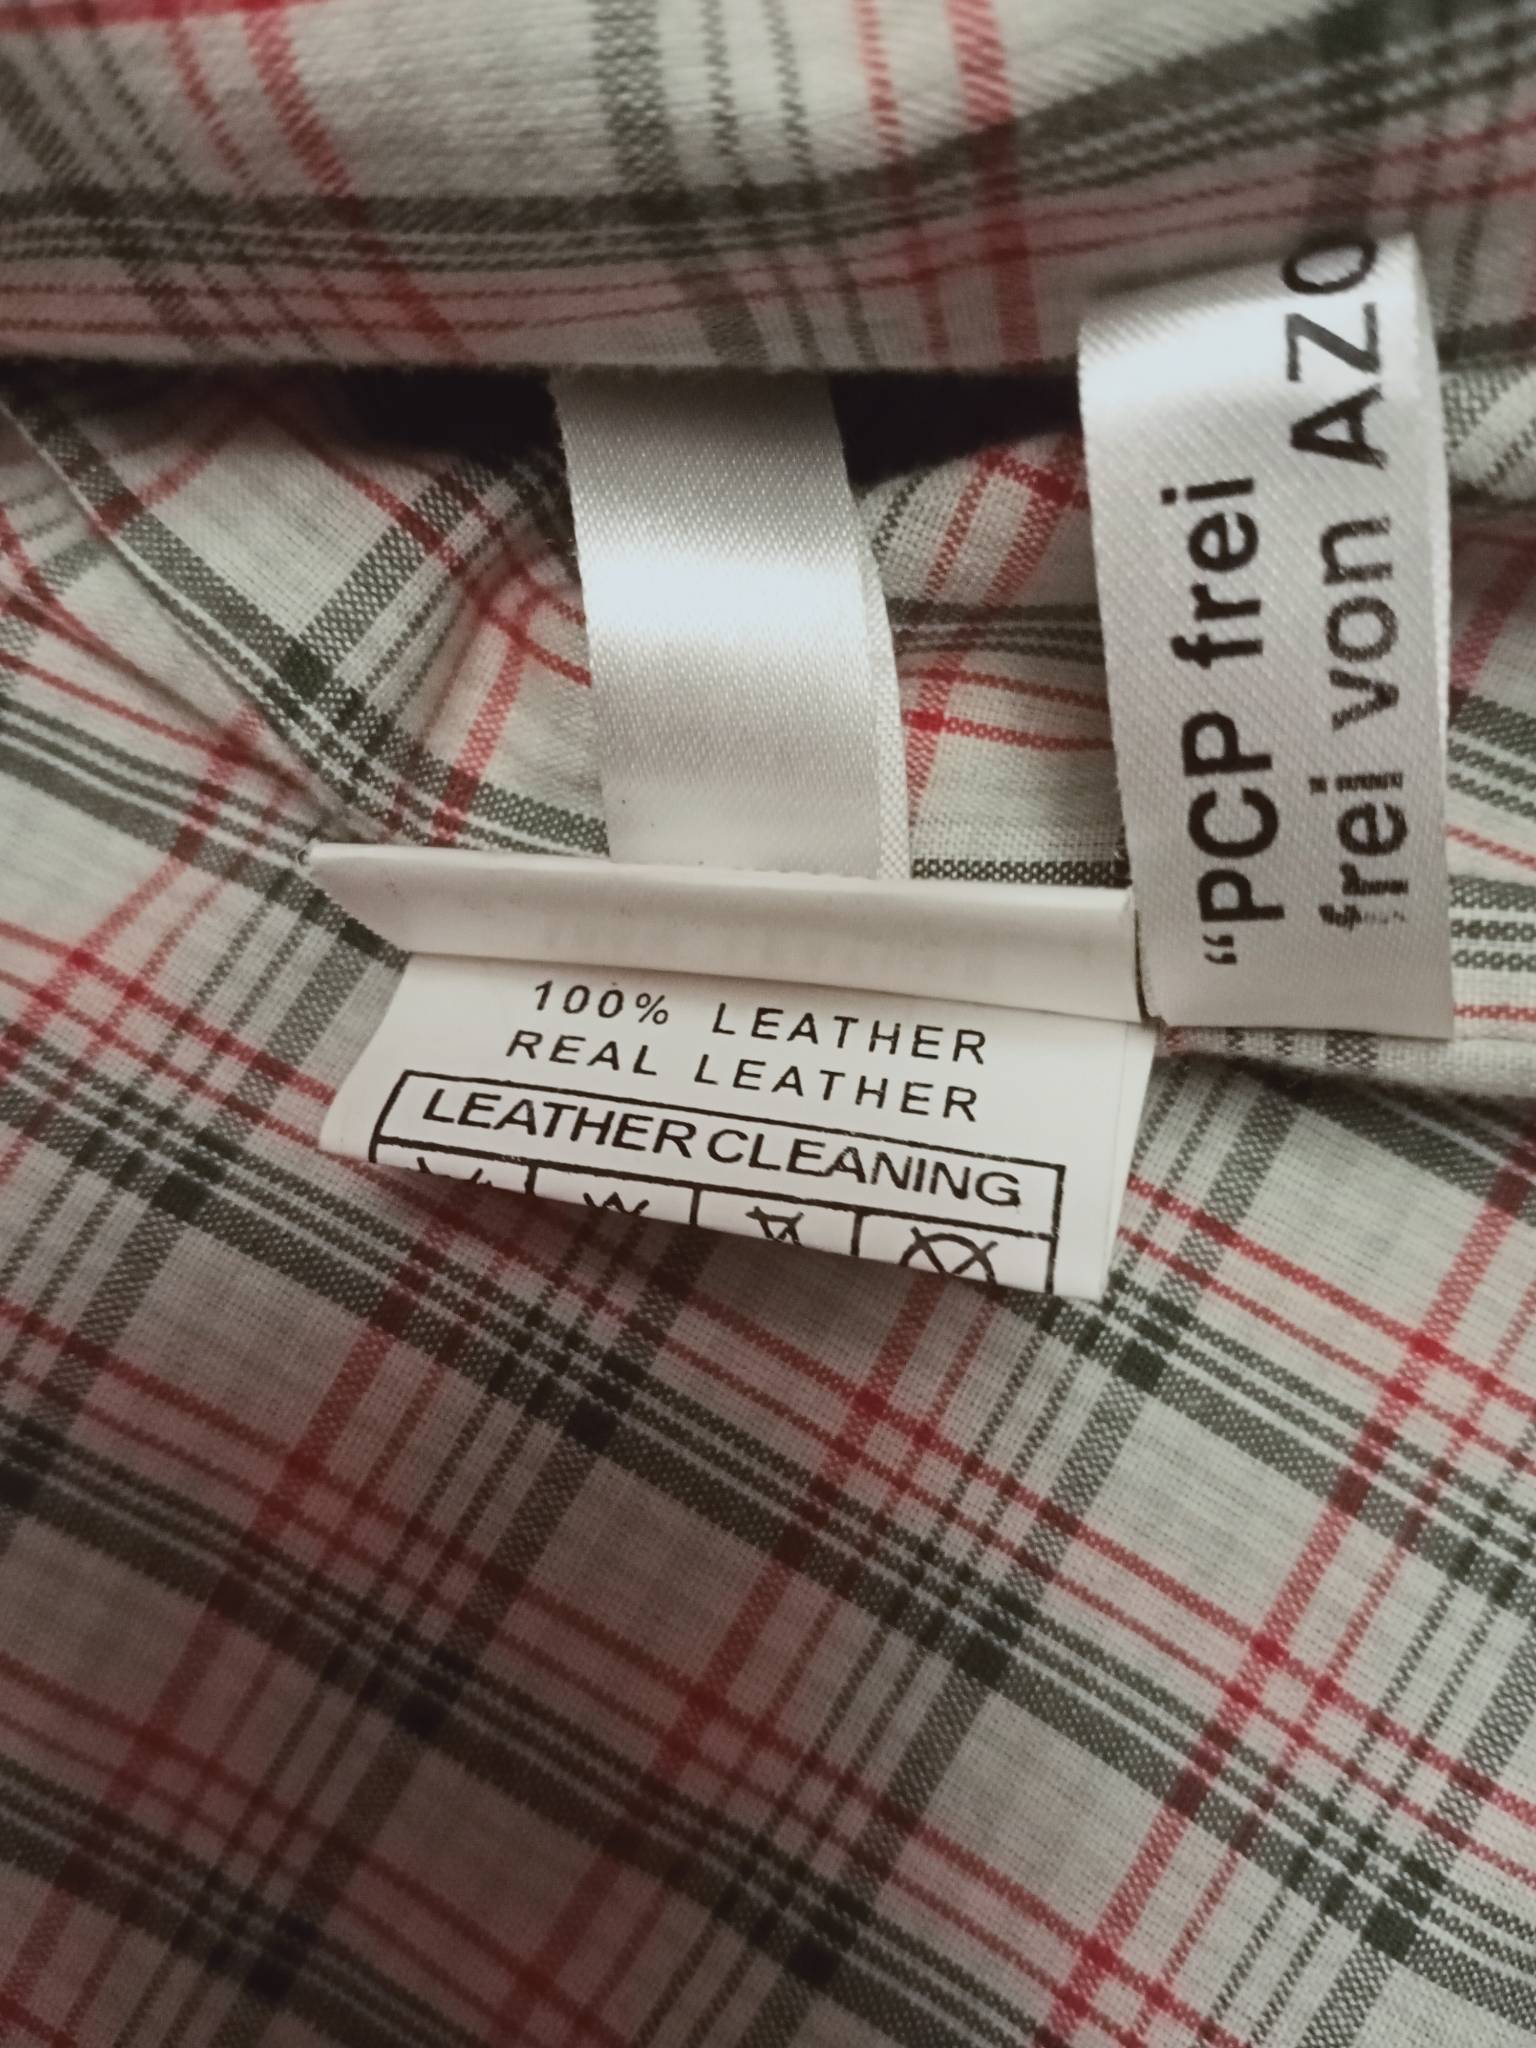 100% LEATHER
REAL LEATHER
LEATHER CLEANING
“PCP frei
frei von AZO